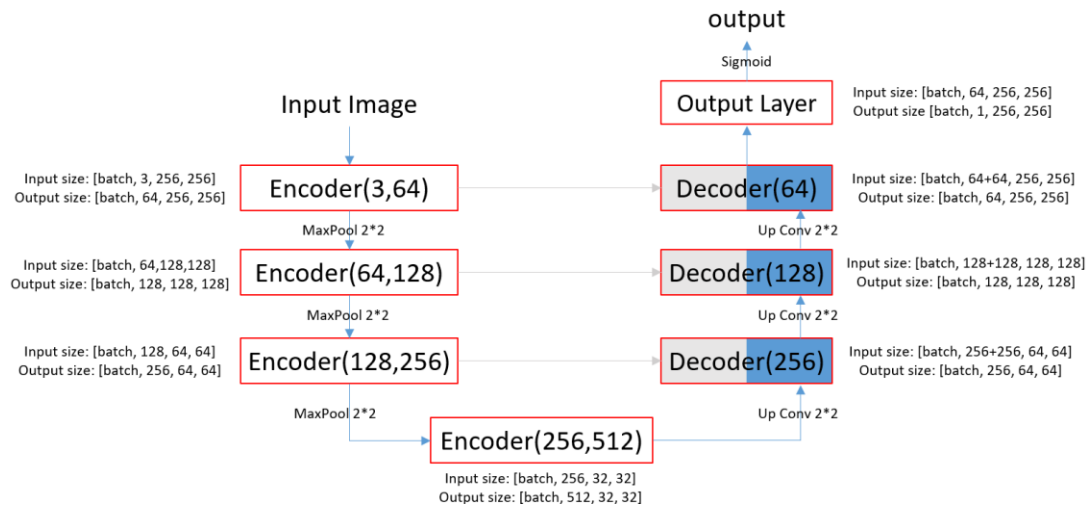 output
Sigmoid
Input Image
Output Layer
Input size: [batch, 64, 256, 256]
Output size [batch, 1, 256, 256]
Input size: [batch, 3, 256, 256]
Output size: [batch, 64, 256, 256]
Encoder(3,64)
Decoder(64)
Input size: [batch, 64+64, 256, 256]
Output size: [batch, 64, 256, 256]
MaxPool 2*2
Up Conv 2*2
Input size: [batch, 64,128,128]
Output size: [batch, 128, 128, 128]
Encoder(64,128)
Decoder(128)
Input size: [batch, 128+128, 128, 128]
Output size: [batch, 128, 128, 128]
MaxPool 2*2
Up Conv 2*2
Input size: [batch, 128, 64, 64]
Output size: [batch, 256, 64, 64]
Encoder(128,256)
Decoder(256)
Input size: [batch, 256+256, 64, 64]
Output size: [batch, 256, 64, 64]
MaxPool 2*2
Up Conv 2*2
Encoder(256,512)
Input size: [batch, 256, 32, 32]
Output size: [batch, 512, 32, 32]